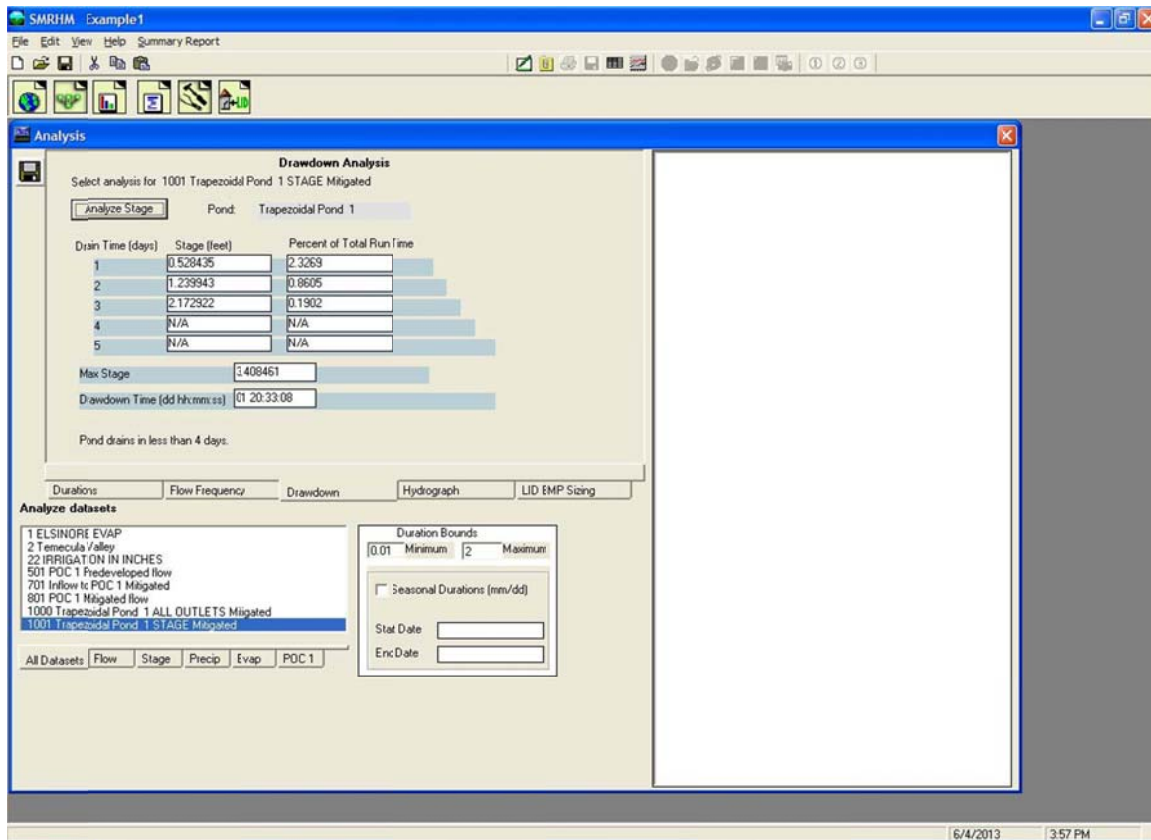 SMRHM Example1
File Edit View Help Summary Report
Analysis
Drawdown Analysis
Select analysis for 1001 Trapezoidal Pond 1 STAGE Mitigated
Analyze Stage Pond: Trapezoidal Pond 1
Drain Time (days) Stage (feet) Percent of Total Run Time
1 0.528435 2.3269
2 1.239943 0.8605
3 2.172922 0.1902
4 N/A N/A
5 N/A N/A
Max Stage 3.408461
Drawdown Time (dd hh:mm:ss) 01 20:33:08
Pond drains in less than 4 days.
Durations Flow Frequency Drawdown Hydrograph LID BMP Sizing
Analyze datasets
1 ELSINORE EVAP
2 Temecula Valley
22 IRRIGATION IN INCHES
501 POC 1 Predeveloped flow
701 Inflow to POC 1 Mitigated
801 POC 1 Mitigated flow
1000 Trapezoidal Pond 1 ALL OUTLETS Mitigated
1001 Trapezoidal Pond 1 STAGE Mitigated
All Datasets Flow Stage Precip Evap POC 1
Duration Bounds
0.01 Minimum 2 Maximum
Seasonal Durations (mm/dd)
Start Date
End Date
6/4/2013 3:57 PM